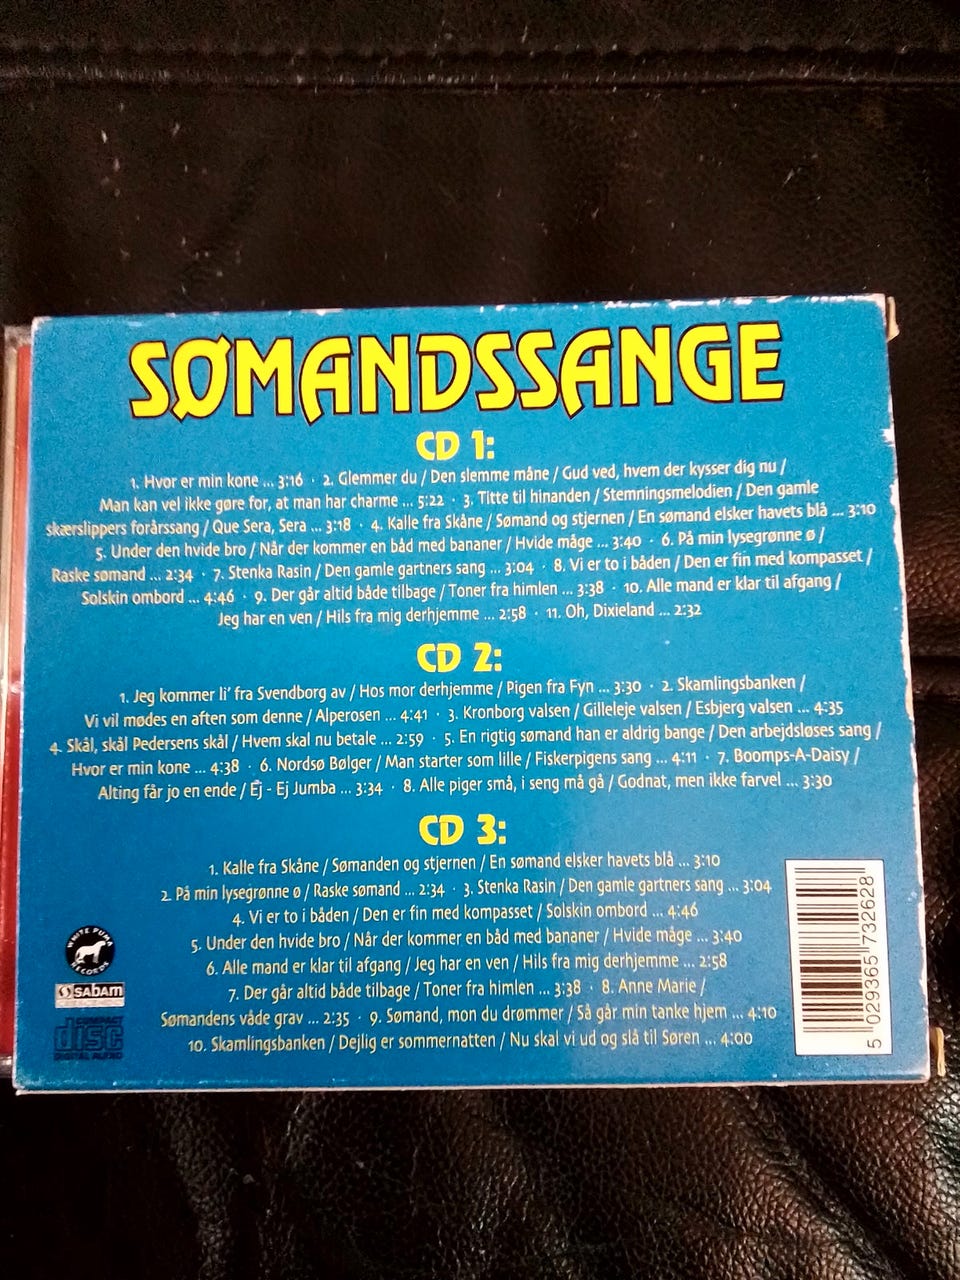 SØMANDSSANGE
CD 1:
1. Hvor er min kone ... 3:16 · 2. Glemmer du / Den slemme måne / Gud ved, hvem der kysser dig nu /
Man kan vel ikke gøre for, at man har charme ... 5:22 · 3. Titte til hinanden / Stemningsmelodien / Den gamle
skærslippers forårssang / Que Sera, Sera ... 3:18 · 4. Kalle fra Skåne / Sømand og stjernen / En sømand elsker havets blå ... 3:10
5. Under den hvide bro / Når der kommer en båd med bananer / Hvide måge ... 3:40 · 6. På min lysegrønne ø /
Raske sømand ... 2:34 · 7. Stenka Rasin / Den gamle gartners sang ... 3:04 · 8. Vi er to i båden / Den er fin med kompasset /
Solskin ombord ... 4:46 · 9. Der går altid både tilbage / Toner fra himlen ... 3:38 · 10. Alle mand er klar til afgang /
Jeg har en ven / Hils fra mig derhjemme ... 2:58 · 11. Oh, Dixieland ... 2:32
CD 2:
1. Jeg kommer li' fra Svendborg av / Hos mor derhjemme / Pigen fra Fyn ... 3:30 · 2. Skamlingsbanken /
Vi vil mødes en aften som denne / Alperosen ... 4:41 · 3. Kronborg valsen / Gilleleje valsen / Esbjerg valsen ... 4:35
4. Skål, skål Pedersens skål / Hvem skal nu betale ... 2:59 · 5. En rigtig sømand han er aldrig bange / Den arbejdsløses sang /
Hvor er min kone ... 4:38 · 6. Nordsø Bølger / Man starter som lille / Fiskerpigens sang ... 4:11 · 7. Boomps-A-Daisy /
Alting får jo en ende / Ej - Ej Jumba ... 3:34 · 8. Alle piger små, i seng må gå / Godnat, men ikke farvel ... 3:30
CD 3:
1. Kalle fra Skåne / Sømanden og stjernen / En sømand elsker havets blå ... 3:10
2. På min lysegrønne ø / Raske sømand ... 2:34 · 3. Stenka Rasin / Den gamle gartners sang ... 3:04
4. Vi er to i båden / Den er fin med kompasset / Solskin ombord ... 4:46
5. Under den hvide bro / Når der kommer en båd med bananer / Hvide måge ... 3:40
6. Alle mand er klar til afgang / Jeg har en ven / Hils fra mig derhjemme ... 2:58
7. Der går altid både tilbage / Toner fra himlen ... 3:38 · 8. Anne Marie /
Sømandens våde grav ... 2:35 · 9. Sømand, mon du drømmer / Så går min tanke hjem ... 4:10
10. Skamlingsbanken / Dejlig er sommernatten / Nu skal vi ud og slå til Søren ... 4:00
WHITE PUMA RECORDS
sabam
COMPACT
disc
DIGITAL AUDIO
5 029365 732628